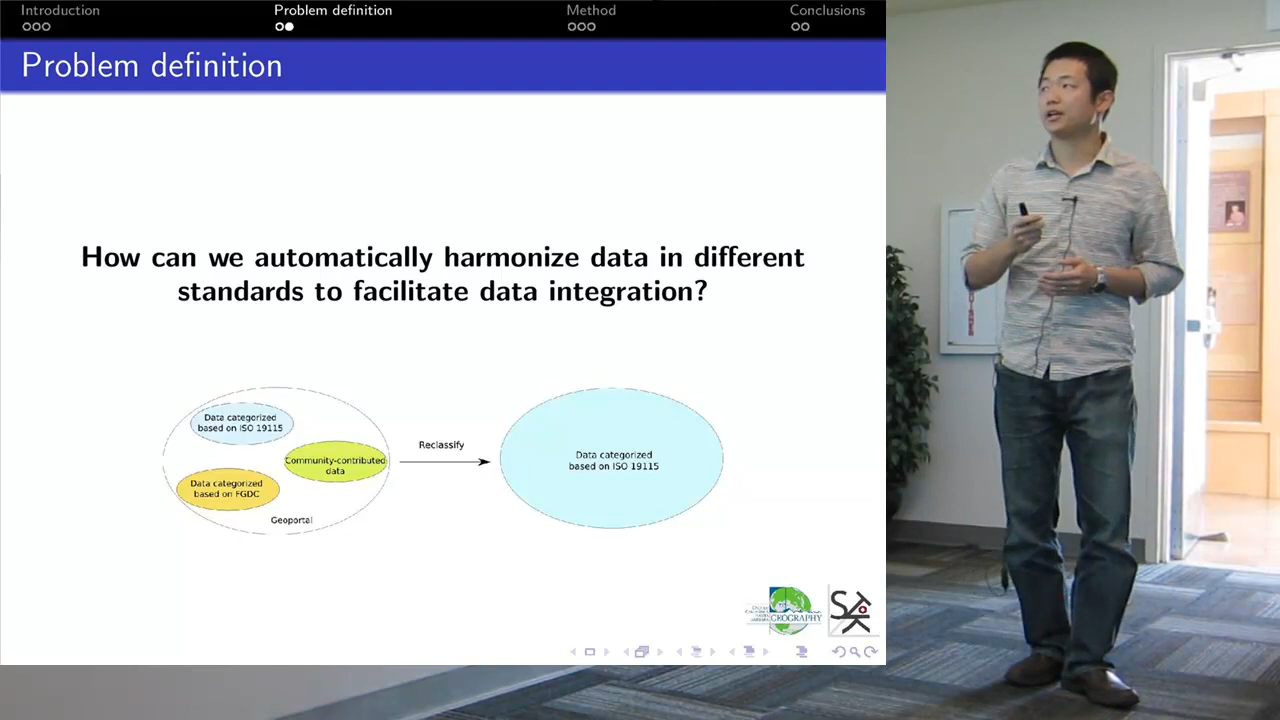 Introduction
Problem definition
Method
Conclusions
Problem definition
How can we automatically harmonize data in different
standards to facilitate data integration?
Data categorized
based on ISO 19115
Community-contributed
data
Data categorized
based on FGDC
Geoportal
Reclassify
Data categorized
based on ISO 19115
GEOGRAPHY
STKO